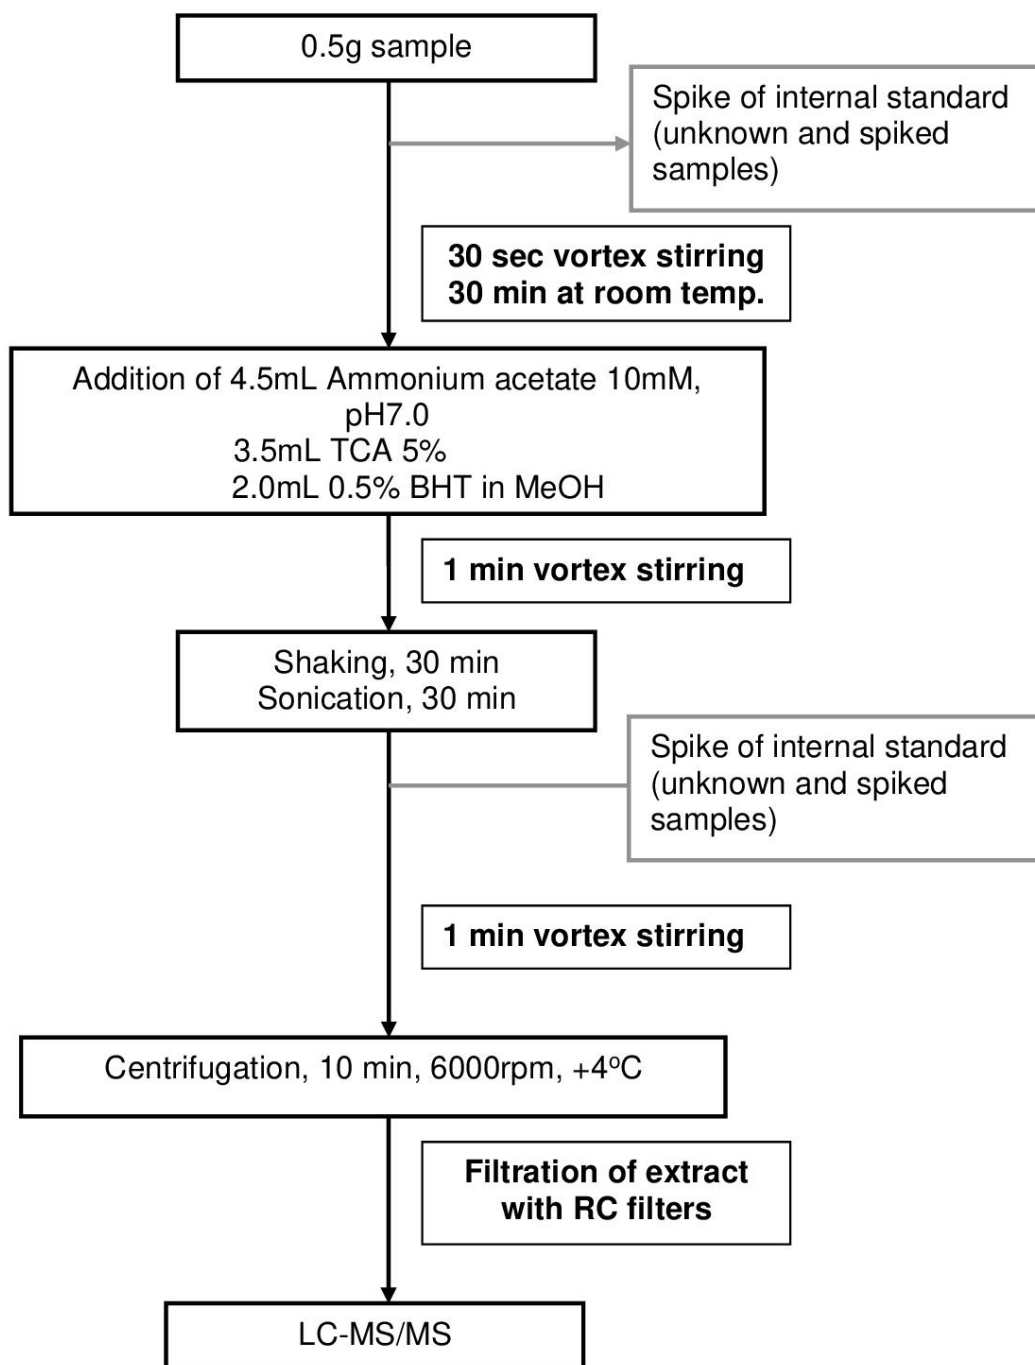 0.5g sample
Spike of internal standard
(unknown and spiked
samples)
30 sec vortex stirring
30 min at room temp.
Addition of 4.5mL Ammonium acetate 10mM,
pH7.0
3.5mL TCA 5%
2.0mL 0.5% BHT in MeOH
1 min vortex stirring
Shaking, 30 min
Sonication, 30 min
Spike of internal standard
(unknown and spiked
samples)
1 min vortex stirring
Centrifugation, 10 min, 6000rpm, +4ºC
Filtration of extract
with RC filters
LC-MS/MS